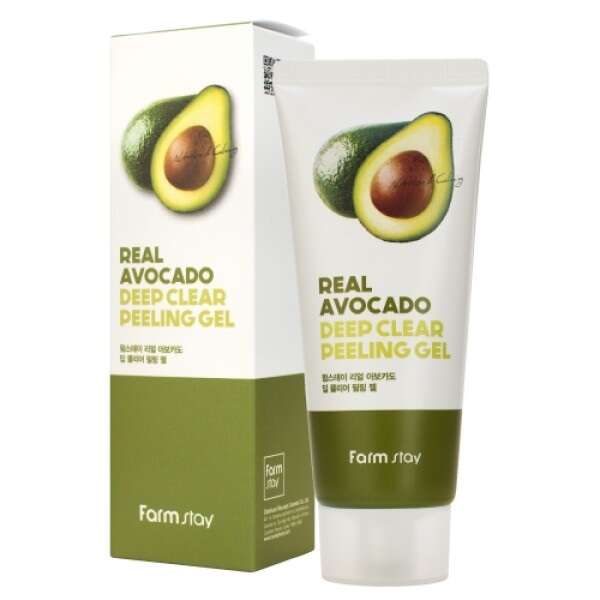 REAL
AVOCADO
DEEP CLEAR
PEELING GEL
팜스테이 리얼 아보카도
딥 클리어 필링 젤
Farm stay
Farm
stay
REAL
AVOCADO
DEEP CLEAR
PEELING GEL
팜스테이 리얼 아보카도
딥 클리어 필링 젤
Farm stay